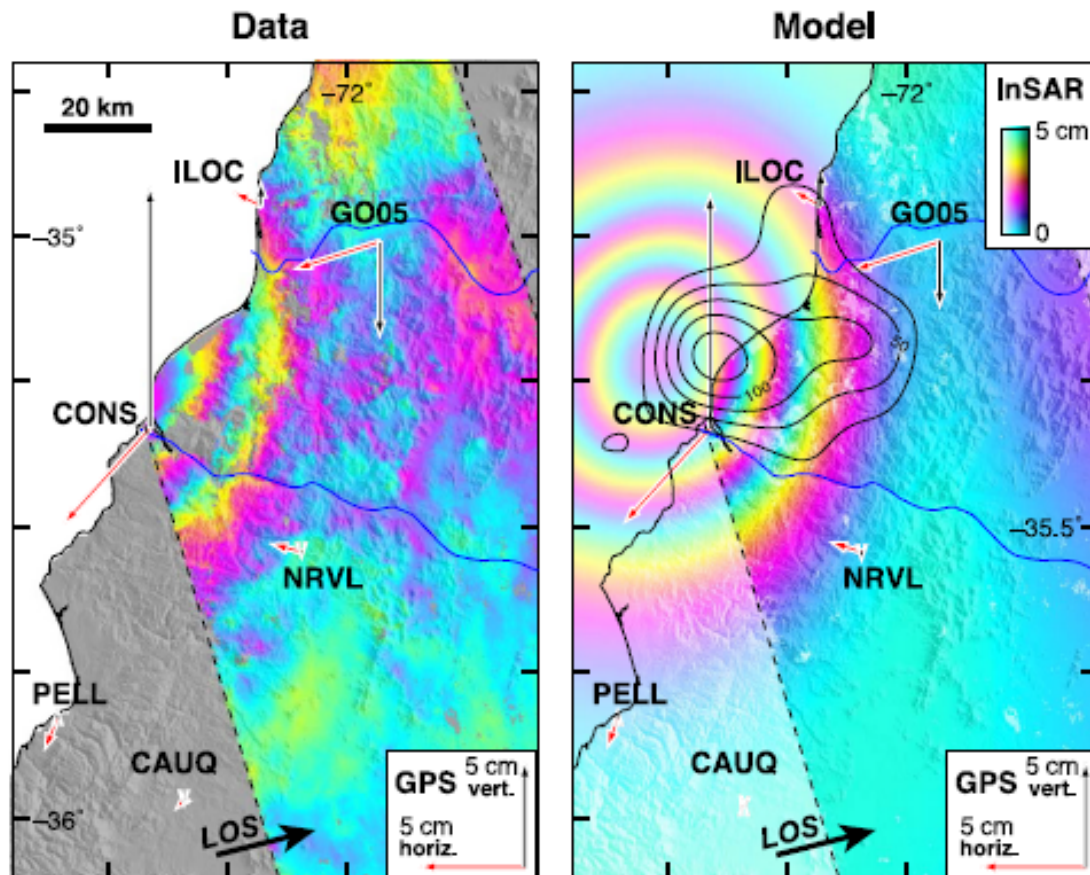 Data
20 km
−72°
ILOC
GO05
−35°
CONS
NRVL
PELL
CAUQ
−36°
LOS
GPS
5 cm
vert.
5 cm
horiz.
Model
−72°
InSAR
5 cm
0
ILOC
GO05
50
100
CONS
−35.5°
NRVL
PELL
CAUQ
LOS
GPS
5 cm
vert.
5 cm
horiz.